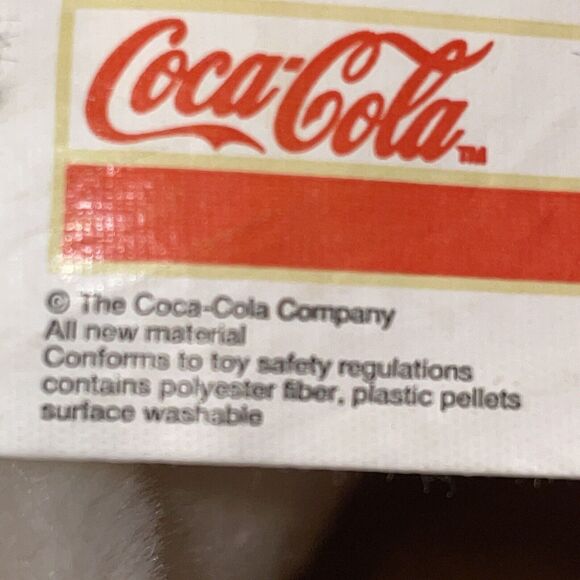 Coca-Cola TM
© The Coca-Cola Company
All new material
Conforms to toy safety regulations
contains polyester fiber, plastic pellets
surface washable